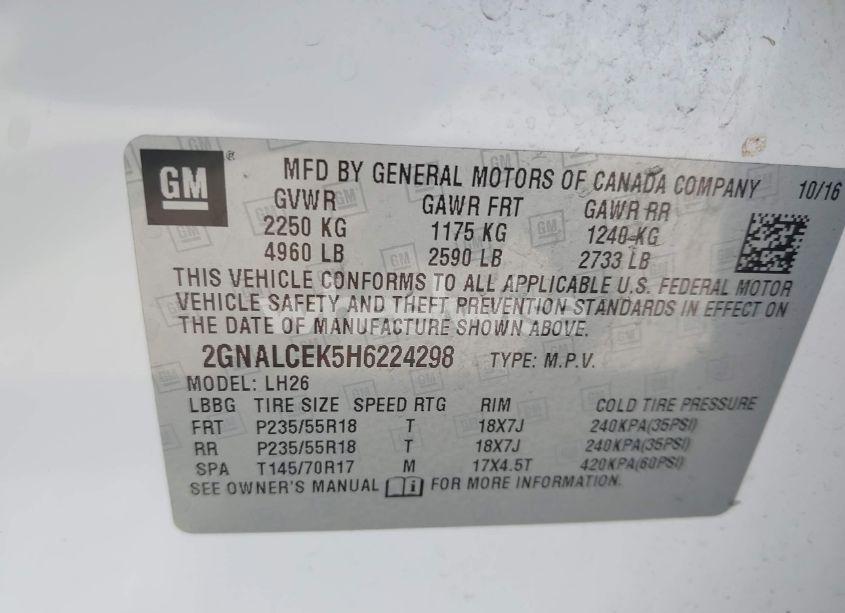 GM® MFD BY GENERAL MOTORS OF CANADA COMPANY 10/16
GVWR GAWR FRT GAWR RR
2250 KG 1175 KG 1240 KG
4960 LB 2590 LB 2733 LB
THIS VEHICLE CONFORMS TO ALL APPLICABLE U.S. FEDERAL MOTOR
VEHICLE SAFETY AND THEFT PREVENTION STANDARDS IN EFFECT ON
THE DATE OF MANUFACTURE SHOWN ABOVE.
2GNALCEK5H6224298 TYPE: M.P.V.
MODEL: LH26
LBBG TIRE SIZE SPEED RTG RIM COLD TIRE PRESSURE
FRT P235/55R18 T 18X7J 240KPA(35PSI)
RR P235/55R18 T 18X7J 240KPA(35PSI)
SPA T145/70R17 M 17X4.5T 420KPA(60PSI)
SEE OWNER'S MANUAL FOR MORE INFORMATION.